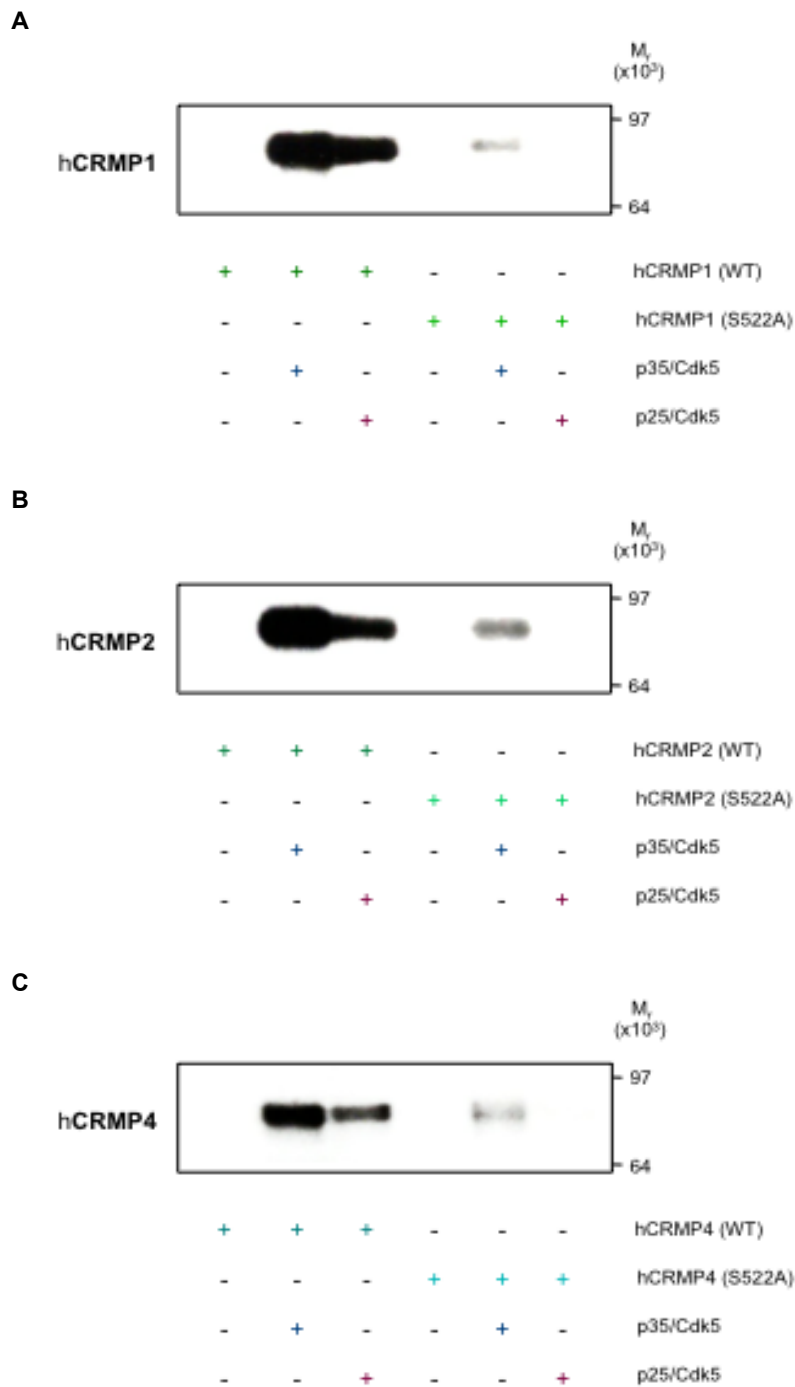 A
Mᵣ
(x10³)
97
hCRMP1
64
+ + + - - - hCRMP1 (WT)
- - - + + + hCRMP1 (S522A)
- + - - + - p35/Cdk5
- - + - - + p25/Cdk5
B
Mᵣ
(x10³)
97
hCRMP2
64
+ + + - - - hCRMP2 (WT)
- - - + + + hCRMP2 (S522A)
- + - - + - p35/Cdk5
- - + - - + p25/Cdk5
C
Mᵣ
(x10³)
97
hCRMP4
64
+ + + - - - hCRMP4 (WT)
- - - + + + hCRMP4 (S522A)
- + - - + - p35/Cdk5
- - + - - + p25/Cdk5